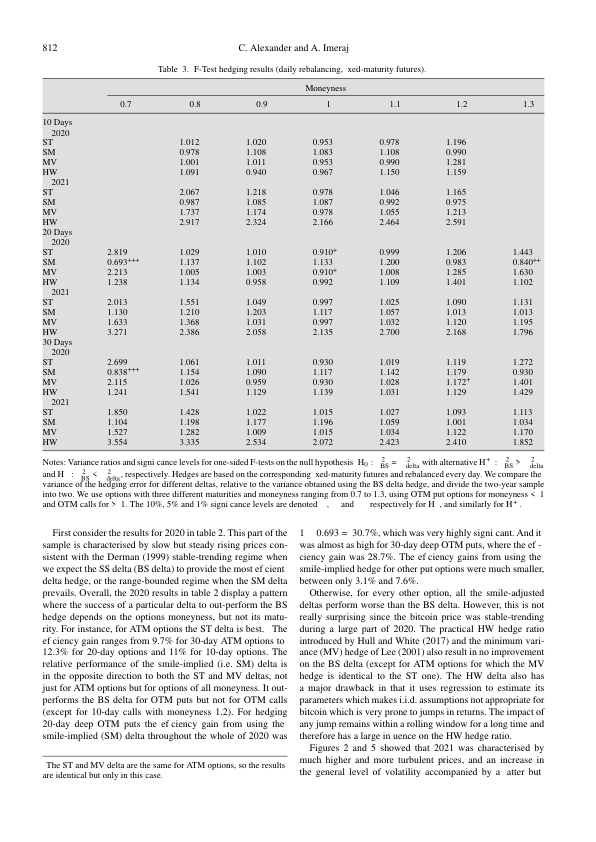 812
C. Alexander and A. Imeraj
Table 3. F-Test hedging results (daily rebalancing, xed-maturity futures).
Moneyness
0.7 0.8 0.9 1 1.1 1.2 1.3
10 Days
2020
ST 1.012 1.020 0.953 0.978 1.196
SM 0.978 1.108 1.083 1.108 0.990
MV 1.001 1.011 0.953 0.990 1.281
HW 1.091 0.940 0.967 1.150 1.159
2021
ST 2.067 1.218 0.978 1.046 1.165
SM 0.987 1.085 1.087 0.992 0.975
MV 1.737 1.174 0.978 1.055 1.213
HW 2.917 2.324 2.166 2.464 2.591
20 Days
2020
ST 2.819 1.029 1.010 0.910+ 0.999 1.206 1.443
SM 0.693+++ 1.137 1.102 1.133 1.200 0.983 0.840++
MV 2.213 1.005 1.003 0.910+ 1.008 1.285 1.630
HW 1.238 1.134 0.958 0.992 1.109 1.401 1.102
2021
ST 2.013 1.551 1.049 0.997 1.025 1.090 1.131
SM 1.130 1.210 1.203 1.117 1.057 1.013 1.013
MV 1.633 1.368 1.031 0.997 1.032 1.120 1.195
HW 3.271 2.386 2.058 2.135 2.700 2.168 1.796
30 Days
2020
ST 2.699 1.061 1.011 0.930 1.019 1.119 1.272
SM 0.838+++ 1.154 1.090 1.117 1.142 1.179 0.930
MV 2.115 1.026 0.959 0.930 1.028 1.172+ 1.401
HW 1.241 1.541 1.129 1.139 1.031 1.129 1.429
2021
ST 1.850 1.428 1.022 1.015 1.027 1.093 1.113
SM 1.104 1.198 1.177 1.196 1.059 1.001 1.034
MV 1.527 1.282 1.009 1.015 1.034 1.122 1.170
HW 3.554 3.335 2.534 2.072 2.423 2.410 1.852
Notes: Variance ratios and signi cance levels for one-sided F-tests on the null hypothesis H0 : 2 BS = 2 delta with alternative H+ : 2 BS > 2 delta
and H : 2 BS < 2 delta, respectively. Hedges are based on the corresponding xed-maturity futures and rebalanced every day. We compare the
variance of the hedging error for different deltas, relative to the variance obtained using the BS delta hedge, and divide the two-year sample
into two. We use options with three different maturities and moneyness ranging from 0.7 to 1.3, using OTM put options for moneyness < 1
and OTM calls for > 1. The 10%, 5% and 1% signi cance levels are denoted , and respectively for H , and similarly for H+.
First consider the results for 2020 in table 2. This part of the
sample is characterised by slow but steady rising prices con-
sistent with the Derman (1999) stable-trending regime when
we expect the SS delta (BS delta) to provide the most ef cient
delta hedge, or the range-bounded regime when the SM delta
prevails. Overall, the 2020 results in table 2 display a pattern
where the success of a particular delta to out-perform the BS
hedge depends on the options moneyness, but not its matu-
rity. For instance, for ATM options the ST delta is best. The
ef ciency gain ranges from 9.7% for 30-day ATM options to
12.3% for 20-day options and 11% for 10-day options. The
relative performance of the smile-implied (i.e. SM) delta is
in the opposite direction to both the ST and MV deltas, not
just for ATM options but for options of all moneyness. It out-
performs the BS delta for OTM puts but not for OTM calls
(except for 10-day calls with moneyness 1.2). For hedging
20-day deep OTM puts the ef ciency gain from using the
smile-implied (SM) delta throughout the whole of 2020 was
The ST and MV delta are the same for ATM options, so the results
are identical but only in this case.
1 0.693 = 30.7%, which was very highly signi cant. And it
was almost as high for 30-day deep OTM puts, where the ef -
ciency gain was 28.7%. The ef ciency gains from using the
smile-implied hedge for other put options were much smaller,
between only 3.1% and 7.6%.
Otherwise, for every other option, all the smile-adjusted
deltas perform worse than the BS delta. However, this is not
really surprising since the bitcoin price was stable-trending
during a large part of 2020. The practical HW hedge ratio
introduced by Hull and White (2017) and the minimum vari-
ance (MV) hedge of Lee (2001) also result in no improvement
on the BS delta (except for ATM options for which the MV
hedge is identical to the ST one). The HW delta also has
a major drawback in that it uses regression to estimate its
parameters which makes i.i.d. assumptions not appropriate for
bitcoin which is very prone to jumps in returns. The impact of
any jump remains within a rolling window for a long time and
therefore has a large in uence on the HW hedge ratio.
Figures 2 and 5 showed that 2021 was characterised by
much higher and more turbulent prices, and an increase in
the general level of volatility accompanied by a atter but